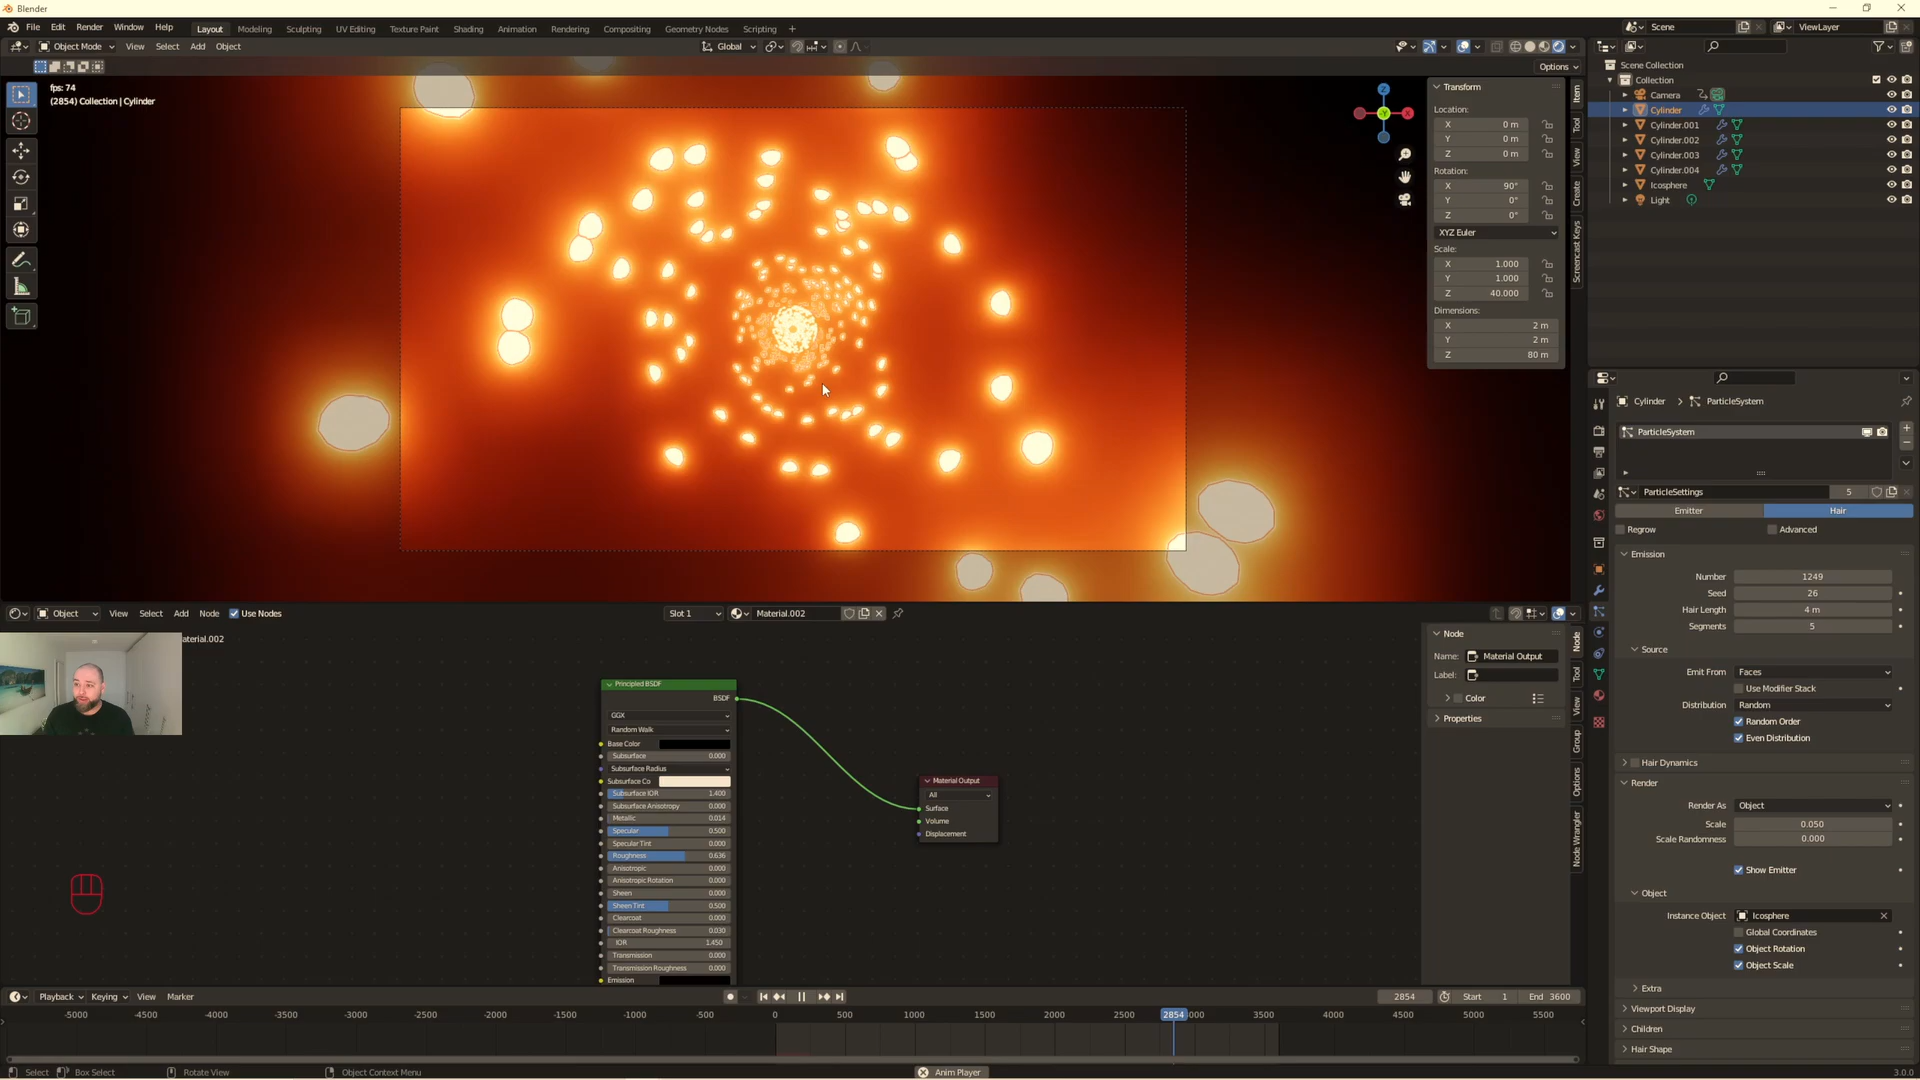 Blender
File Edit Render Window Help
Layout Modeling Sculpting UV Editing Texture Paint Shading Animation Rendering Compositing Geometry Nodes Scripting +
Scene ViewLayer
Object Mode View Select Add Object Global
Options
fps: 74
(2854) Collection | Cylinder
Transform
Location:
X 0 m
Y 0 m
Z 0 m
Rotation:
X 90°
Y 0°
Z 0°
XYZ Euler
Scale:
X 1.000
Y 1.000
Z 40.000
Dimensions:
X 2 m
Y 2 m
Z 80 m
Item
Tool
View
Create
Screencast Keys
Z
X
Y
Scene Collection
Collection
Camera
Cylinder
Cylinder.001
Cylinder.002
Cylinder.003
Cylinder.004
Icosphere
Light
Cylinder > ParticleSystem
ParticleSystem
ParticleSettings 5
Emitter Hair
Regrow Advanced
Emission
Number 1249
Seed 26
Hair Length 4 m
Segments 5
Source
Emit From Faces
Use Modifier Stack
Distribution Random
Random Order
Even Distribution
Hair Dynamics
Render
Render As Object
Scale 0.050
Scale Randomness 0.000
Show Emitter
Object
Instance Object Icosphere
Global Coordinates
Object Rotation
Object Scale
Extra
Viewport Display
Children
Hair Shape
Object View Select Add Node Use Nodes Slot 1 Material.002
aterial.002
Principled BSDF
BSDF
GGX
Random Walk
Base Color
Subsurface 0.000
Subsurface Radius
Subsurface Co
Subsurface IOR 1.400
Subsurface Anisotropy 0.000
Metallic 0.014
Specular 0.500
Specular Tint 0.000
Roughness 0.636
Anisotropic 0.000
Anisotropic Rotation 0.000
Sheen 0.000
Sheen Tint 0.500
Clearcoat 0.000
Clearcoat Roughness 0.030
IOR 1.450
Transmission 0.000
Transmission Roughness 0.000
Emission
Material Output
All
Surface
Volume
Displacement
Node
Name: Material Output
Label:
Color
Properties
Node
Tool
View
Group
Options
Node Wrangler
Playback Keying View Marker 2854 Start 1 End 3600
-5000 -4500 -4000 -3500 -3000 -2500 -2000 -1500 -1000 -500 0 500 1000 1500 2000 2500 2854 000 3500 4000 4500 5000 5500
Select Box Select Rotate View Object Context Menu Anim Player 3.0.0